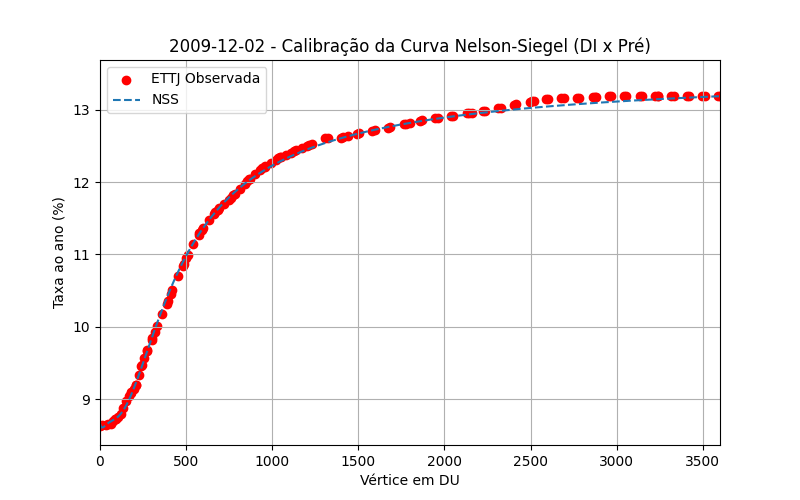 2009-12-02 - Calibração da Curva Nelson-Siegel (DI x Pré)
ETTJ Observada
NSS
13
12
11
10
9
Taxa ao ano (%)
0 500 1000 1500 2000 2500 3000 3500
Vértice em DU